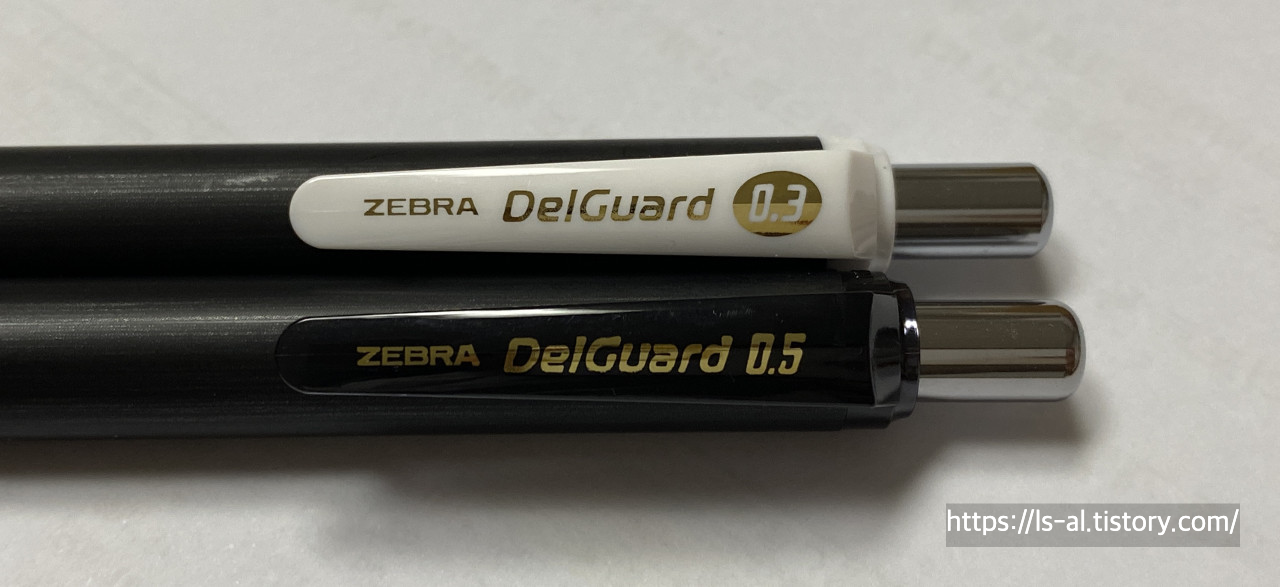 ZEBRA DelGuard 0.3
ZEBRA DelGuard 0.5
https://ls-al.tistory.com/